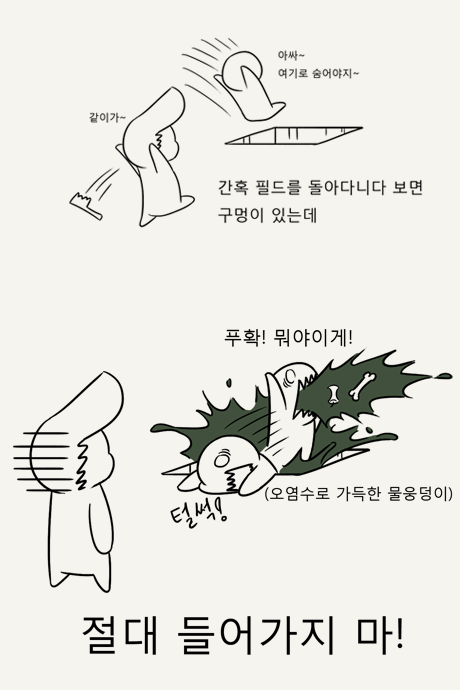 아싸~
여기로 숨어야지~
같이가~
간혹 필드를 돌아다니다 보면
구멍이 있는데
푸확! 뭐야이게!
(오염수로 가득한 물웅덩이)
털썩!
절대 들어가지 마!